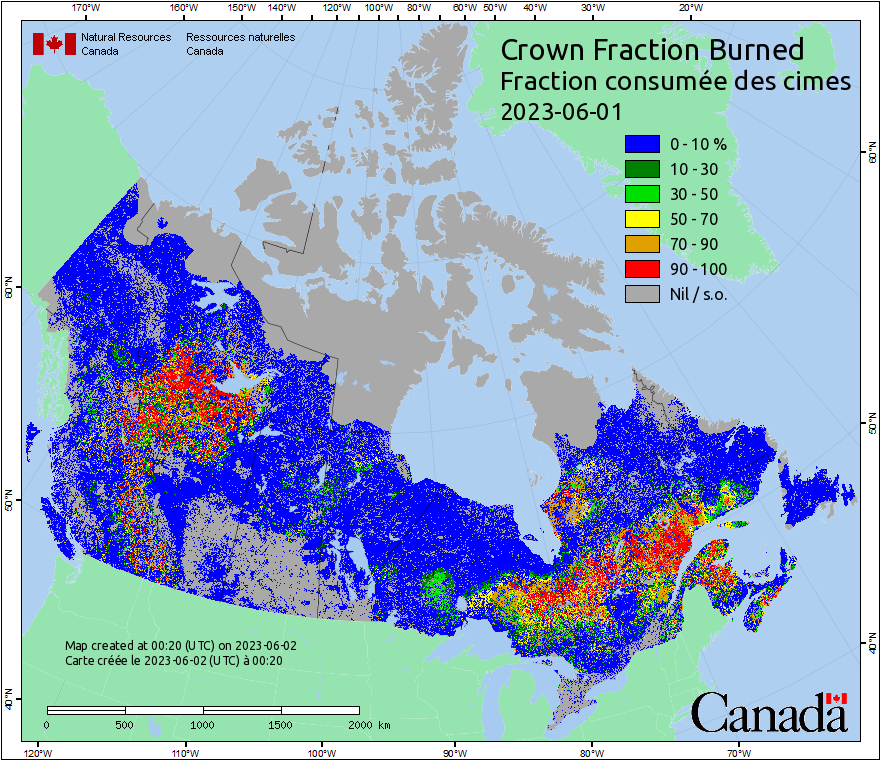 170°W 160°W 150°W 140°W 120°W 100°W 80°W 60°W 50°W 40°W 30°W 20°W
Natural Resources Ressources naturelles
Canada Canada
Crown Fraction Burned
Fraction consumée des cimes
2023-06-01
0 - 10 %
10 - 30
30 - 50
50 - 70
70 - 90
90 - 100
Nil / s.o.
60°N
60°N
50°N
50°N
40°N
40°N
Map created at 00:20 (UTC) on 2023-06-02
Carte créée le 2023-06-02 (UTC) à 00:20
0 500 1000 1500 2000 km
Canada
120°W 110°W 100°W 90°W 80°W 70°W